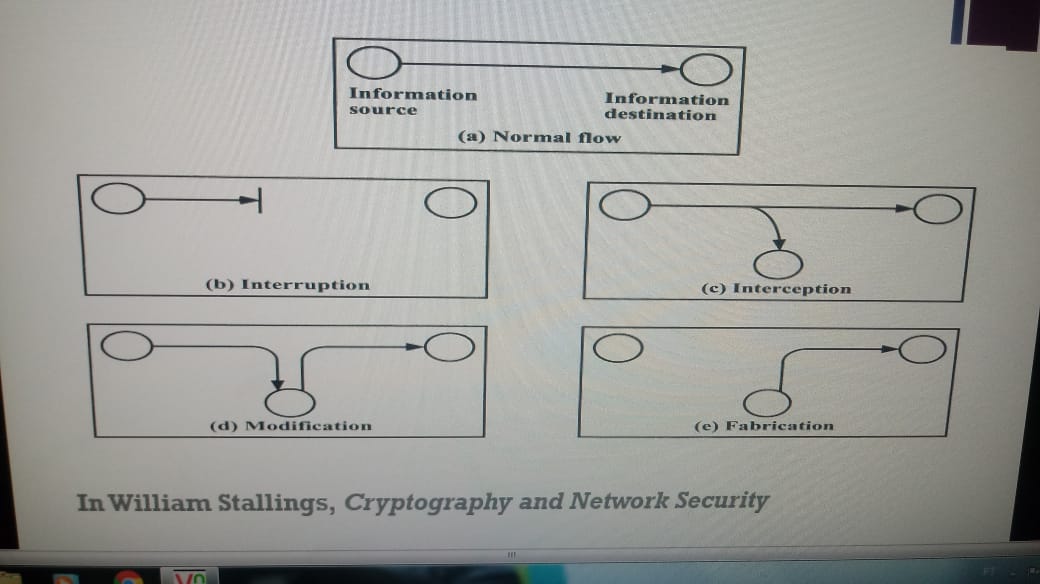 Information
source
Information
destination
(a) Normal flow
(b) Interruption
(c) Interception
(d) Modification
(e) Fabrication
In William Stallings, Cryptography and Network Security